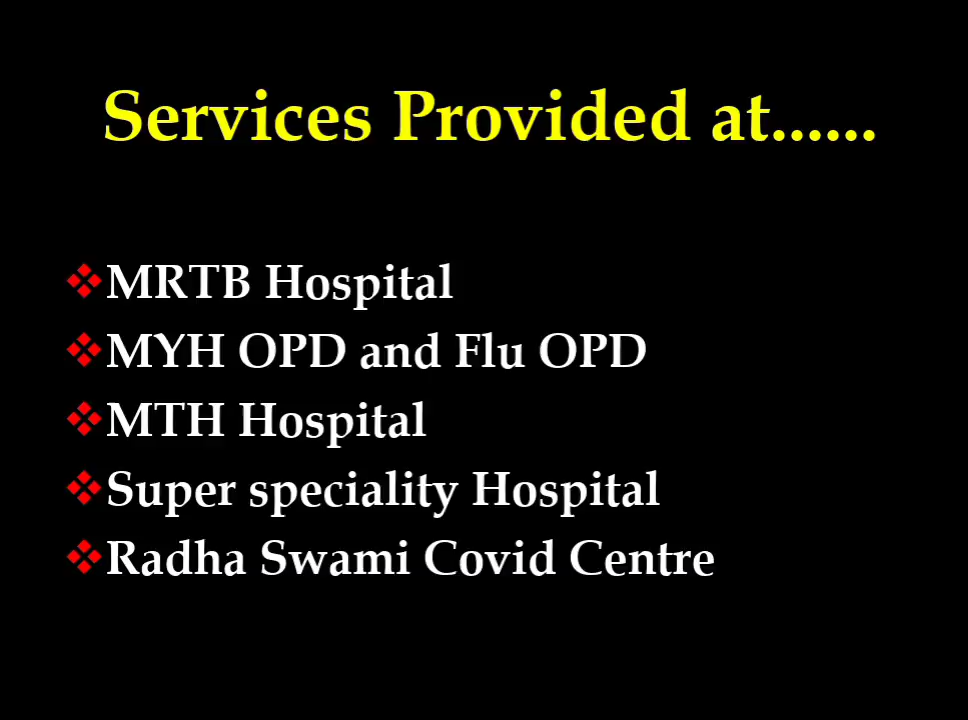 Services Provided at......
❖MRTB Hospital
❖MYH OPD and Flu OPD
❖MTH Hospital
❖Super speciality Hospital
❖Radha Swami Covid Centre